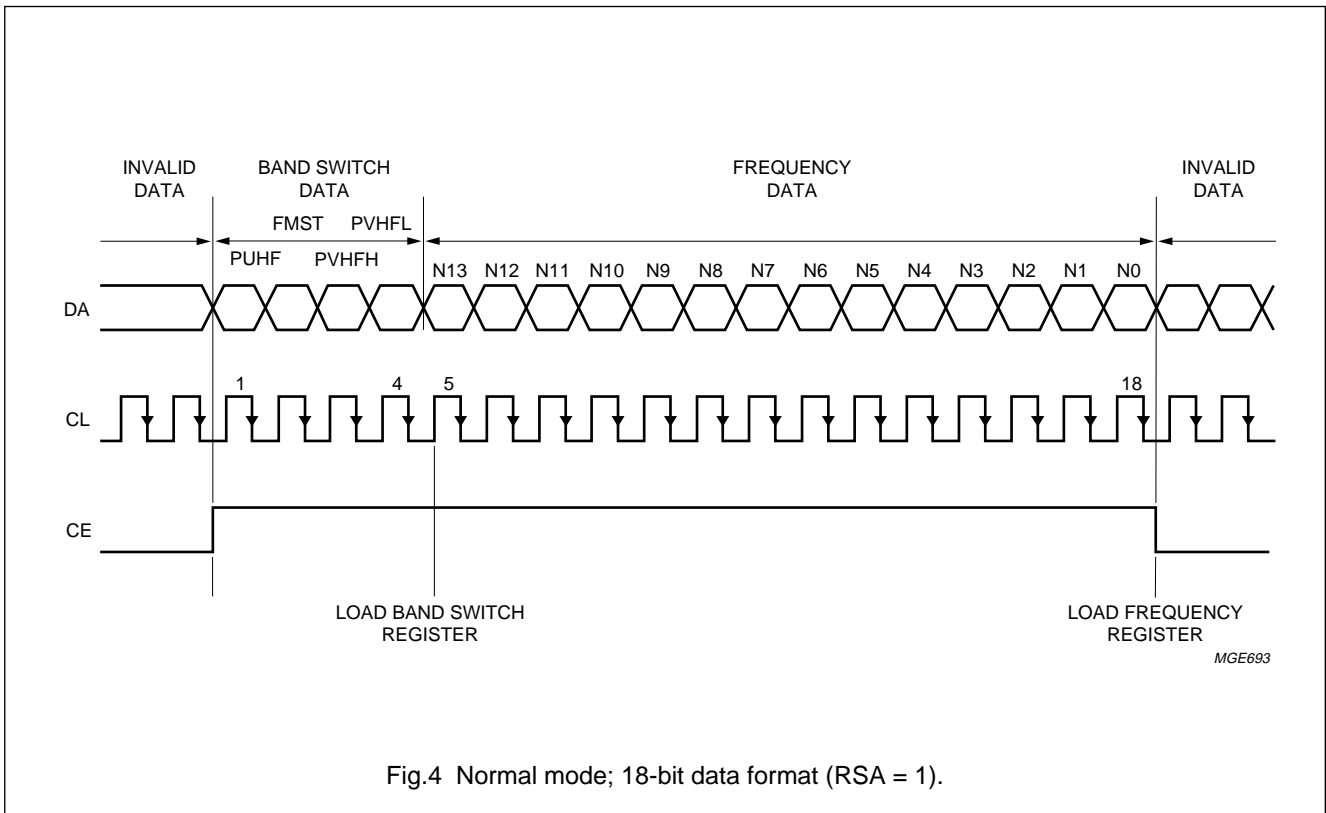 INVALID
DATA
BAND SWITCH
DATA
FREQUENCY
DATA
INVALID
DATA
FMST PVHFL
PUHF PVHFH
N13 N12 N11 N10 N9 N8 N7 N6 N5 N4 N3 N2 N1 N0
DA
1 4 5 18
CL
CE
LOAD BAND SWITCH
REGISTER
LOAD FREQUENCY
REGISTER
MGE693
Fig.4 Normal mode; 18-bit data format (RSA = 1).